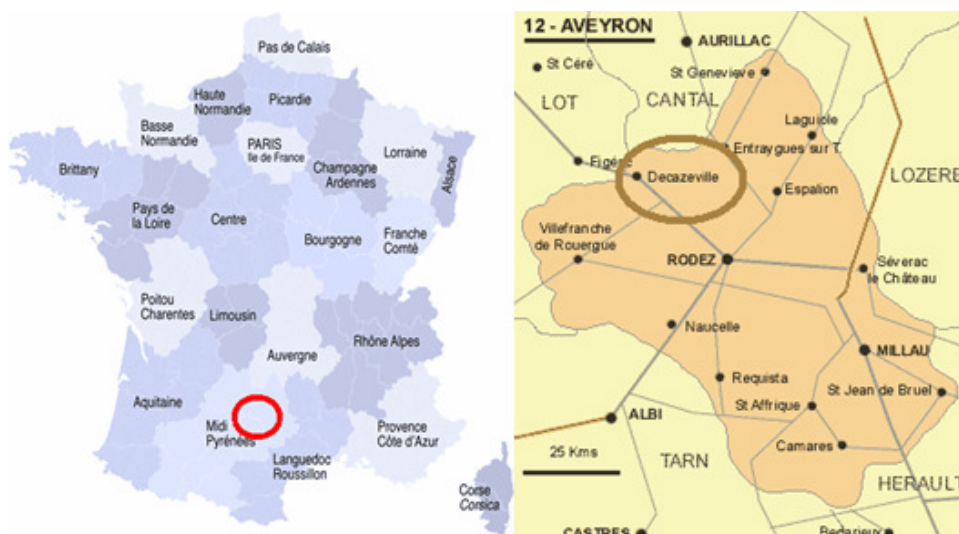 Pas de Calais
Haute
Normandie
Picardie
Basse
Normandie
PARIS
Ile de France
Champagne
Ardennes
Lorraine
Alsace
Brittany
Pays de
la Loire
Centre
Bourgogne
Franche
Comté
Poitou
Charentes
Limousin
Auvergne
Rhône Alpes
Aquitaine
Midi
Pyrénées
Languedoc
Roussillon
Provence
Côte d'Azur
Corse
Corsica
12 - AVEYRON
AURILLAC
St Céré
St Genevieve
LOT
CANTAL
Laguiole
Entraygues sur T.
Figéac
Decazeville
Espalion
LOZERE
Villefranche
de Rouergue
RODEZ
Séverac
le Château
Naucelle
MILLAU
Requista
St Jean de Bruel
St Affrique
ALBI
Camares
25 Kms
TARN
HERAULT
CASTRES
Bedarieux